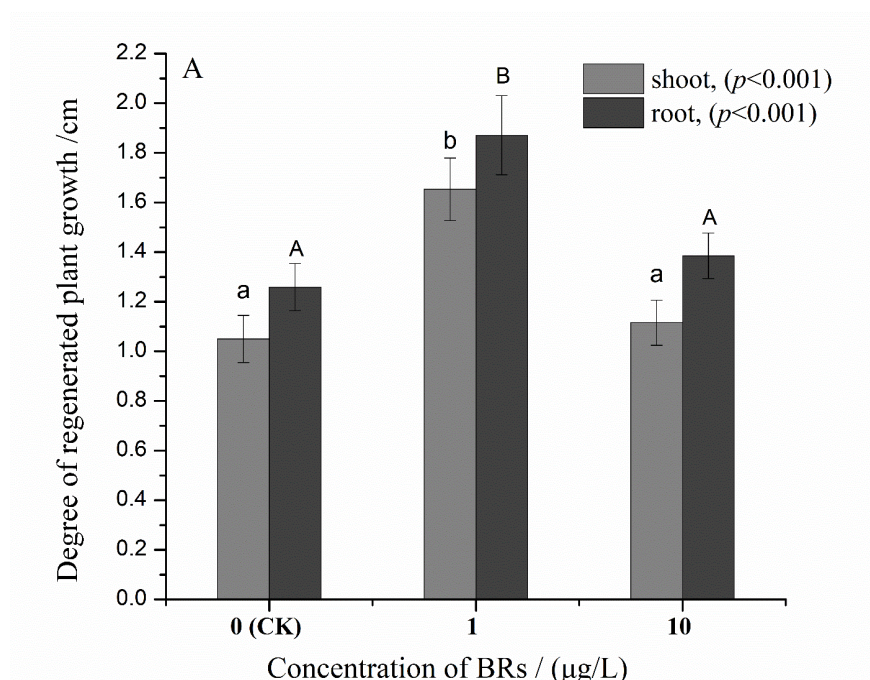 A
shoot, (p<0.001)
root, (p<0.001)
Degree of regenerated plant growth /cm
2.2
2.0
1.8
1.6
1.4
1.2
1.0
0.8
0.6
0.4
0.2
0.0
a
A
b
B
a
A
0 (CK)
1
10
Concentration of BRs / (μg/L)